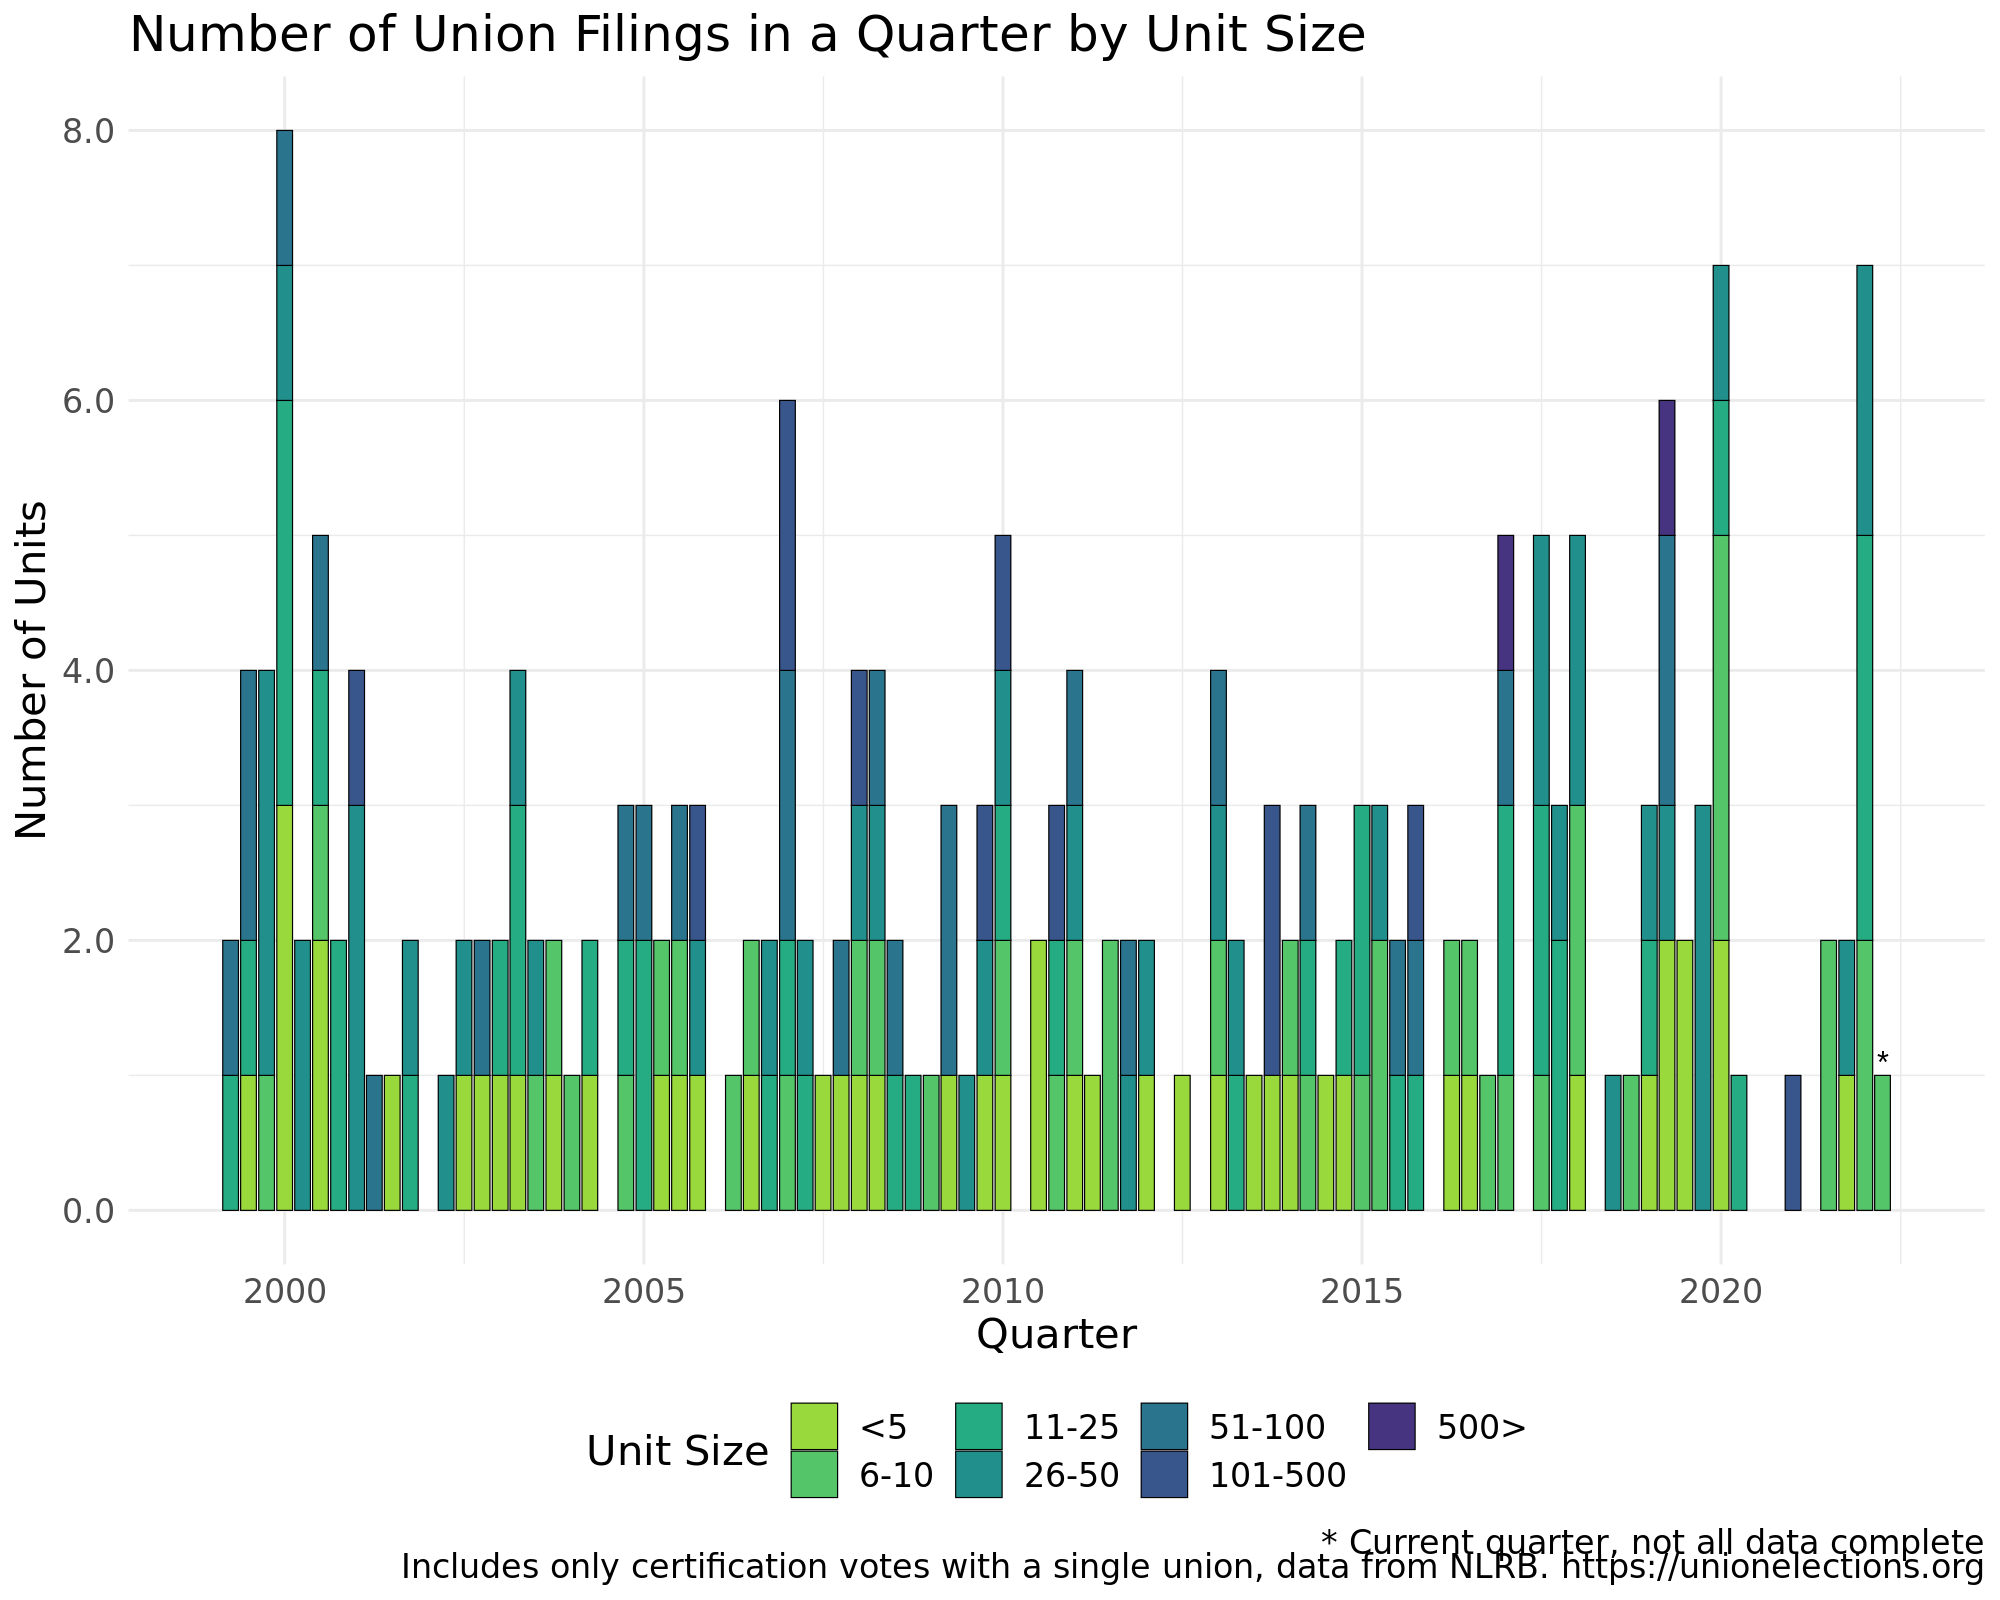 Number of Union Filings in a Quarter by Unit Size
Number of Units
8.0
6.0
4.0
2.0
0.0
*
2000 2005 2010 2015 2020
Quarter
Unit Size
<5 11-25 51-100 500>
6-10 26-50 101-500
* Current quarter, not all data complete
Includes only certification votes with a single union, data from NLRB. https://unionelections.org